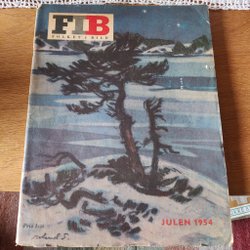 FIB
FOLKET I BILD
JULEN 1954